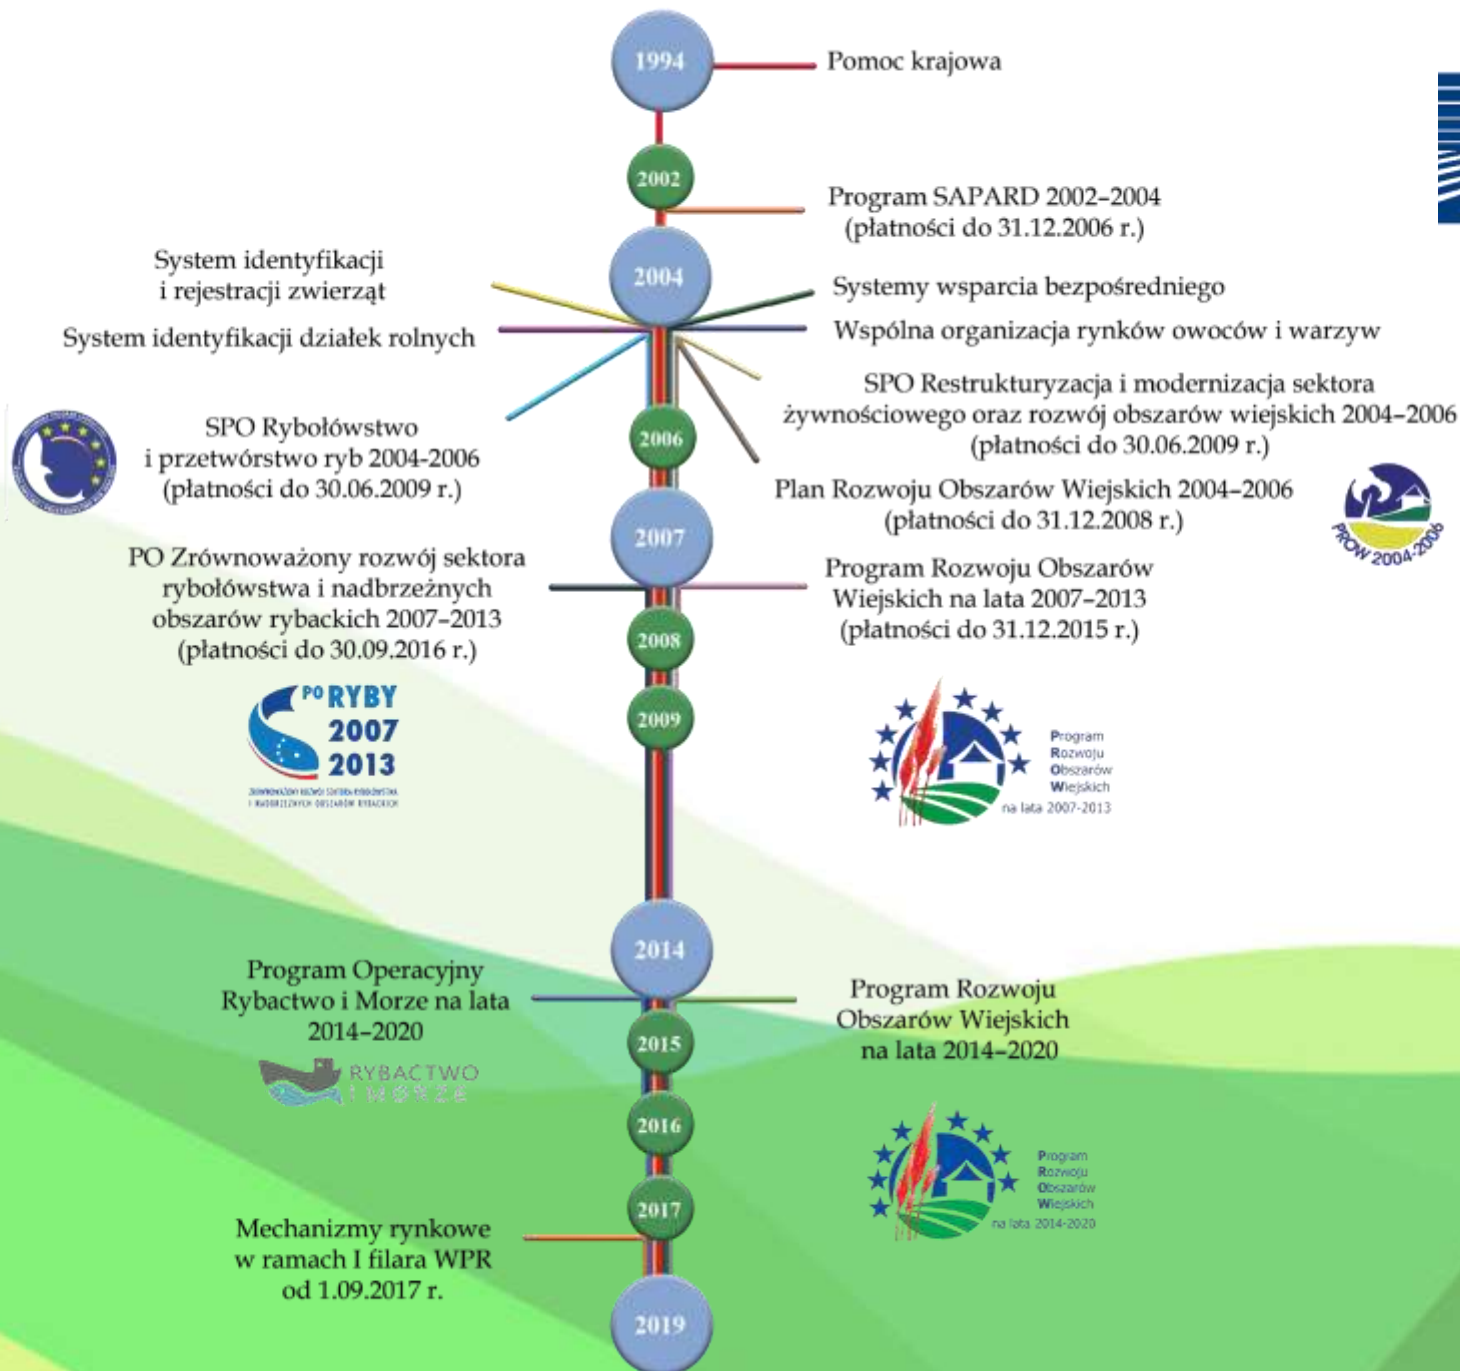 1994
Pomoc krajowa
2002
Program SAPARD 2002–2004
(płatności do 31.12.2006 r.)
2004
System identyfikacji
i rejestracji zwierząt
System identyfikacji działek rolnych
Systemy wsparcia bezpośredniego
Wspólna organizacja rynków owoców i warzyw
SPO Restrukturyzacja i modernizacja sektora
żywnościowego oraz rozwój obszarów wiejskich 2004–2006
(płatności do 30.06.2009 r.)
SPO Rybołówstwo
i przetwórstwo ryb 2004-2006
(płatności do 30.06.2009 r.)
2006
Plan Rozwoju Obszarów Wiejskich 2004–2006
(płatności do 31.12.2008 r.)
PROW 2004-2006
2007
PO Zrównoważony rozwój sektora
rybołówstwa i nadbrzeżnych
obszarów rybackich 2007–2013
(płatności do 30.09.2016 r.)
Program Rozwoju Obszarów
Wiejskich na lata 2007–2013
(płatności do 31.12.2015 r.)
2008
2009
PO RYBY
2007
2013
ZRÓWNOWAŻONY ROZWÓJ SEKTORA RYBOŁÓWSTWA
I NADBRZEŻNYCH OBSZARÓW RYBACKICH
Program
Rozwoju
Obszarów
Wiejskich
na lata 2007-2013
2014
Program Operacyjny
Rybactwo i Morze na lata
2014–2020
RYBACTWO
I MORZE
Program Rozwoju
Obszarów Wiejskich
na lata 2014–2020
2015
2016
Program
Rozwoju
Obszarów
Wiejskich
na lata 2014-2020
2017
Mechanizmy rynkowe
w ramach I filara WPR
od 1.09.2017 r.
2019